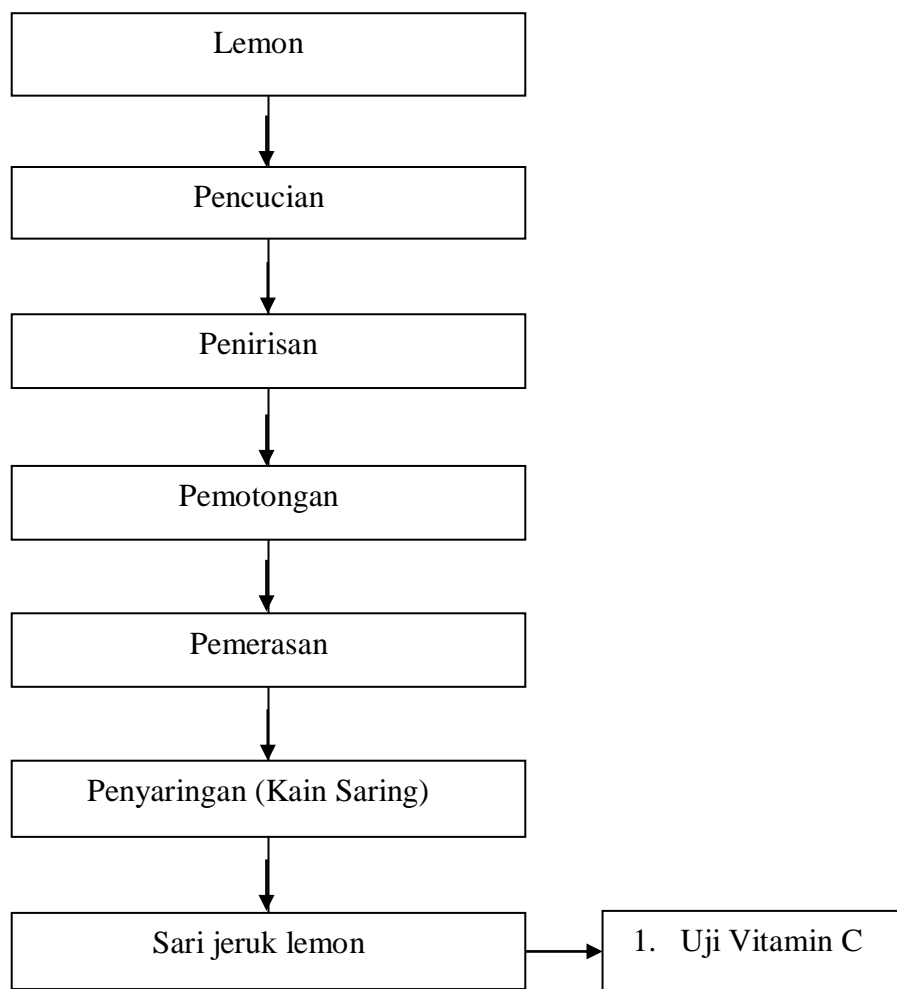 Lemon
Pencucian
Penirisan
Pemotongan
Pemerasan
Penyaringan (Kain Saring)
Sari jeruk lemon
1. Uji Vitamin C